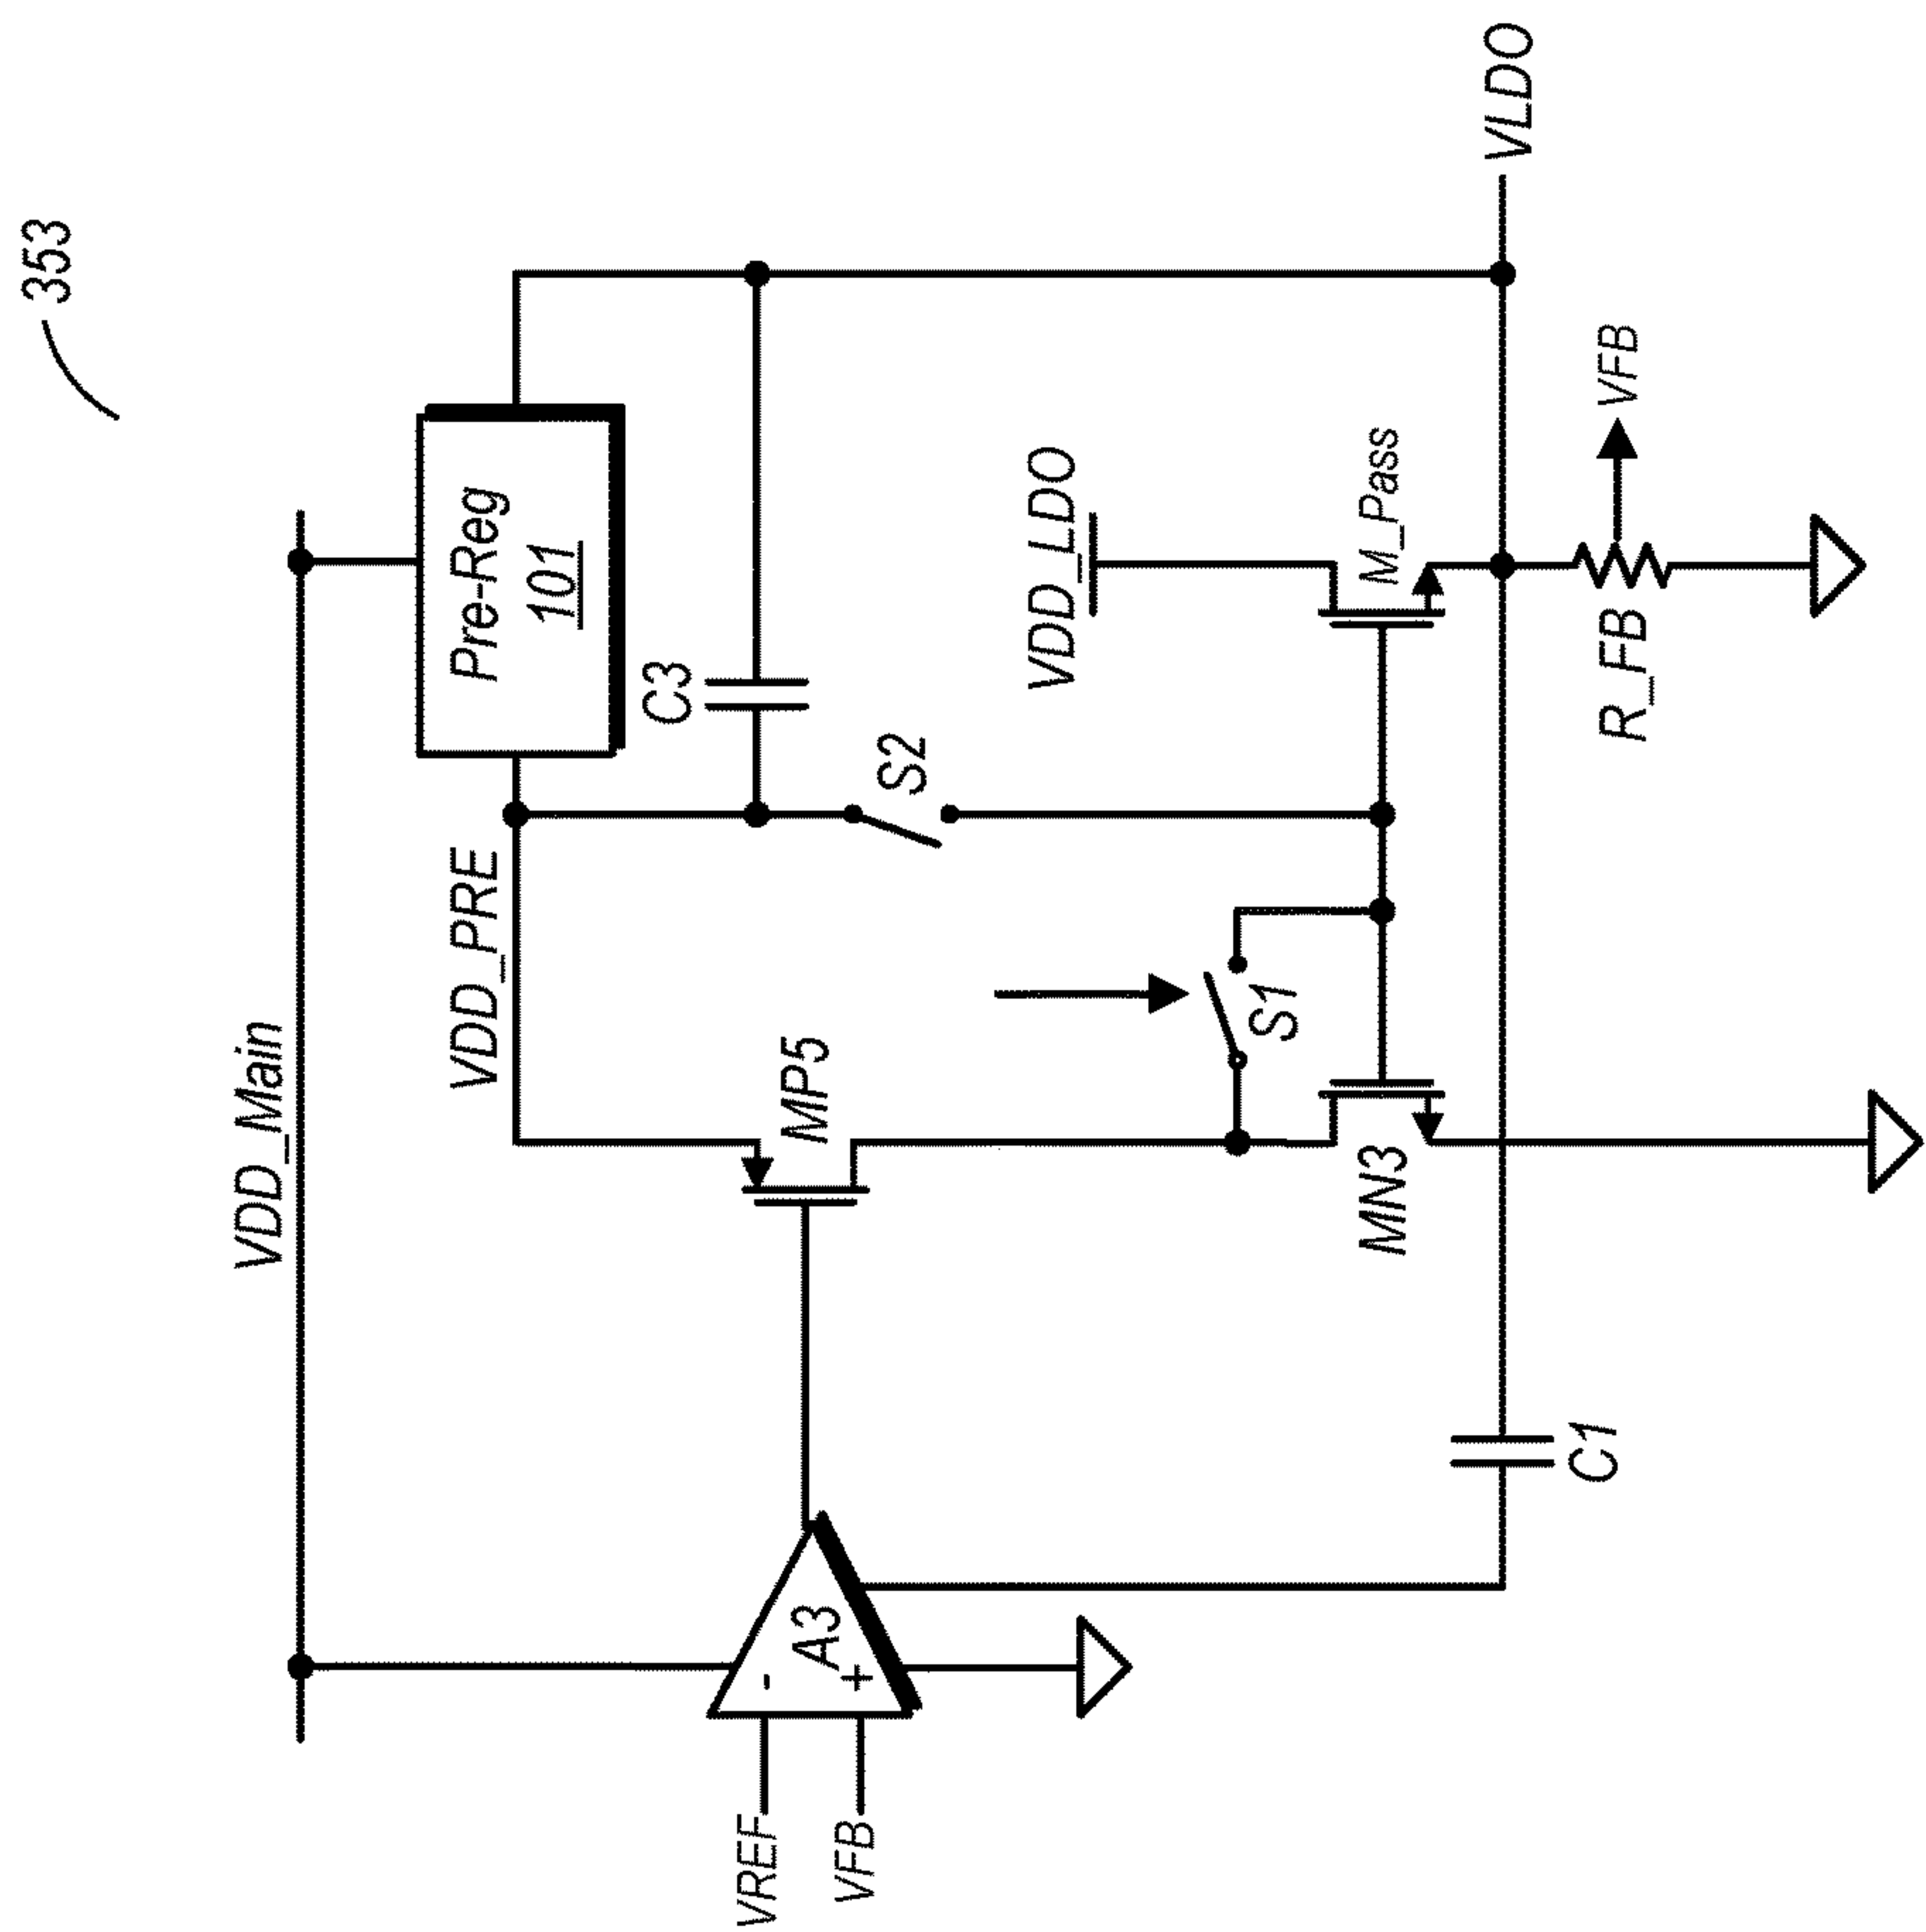 353
VDD_Main
Pre-Reg
101
VDD_PRE
C3
MP5
S2
VDD_LDO
S1
A3
-
+
VREF
VFB
MN3
M_Pass
VLDO
C1
R_FB
VFB